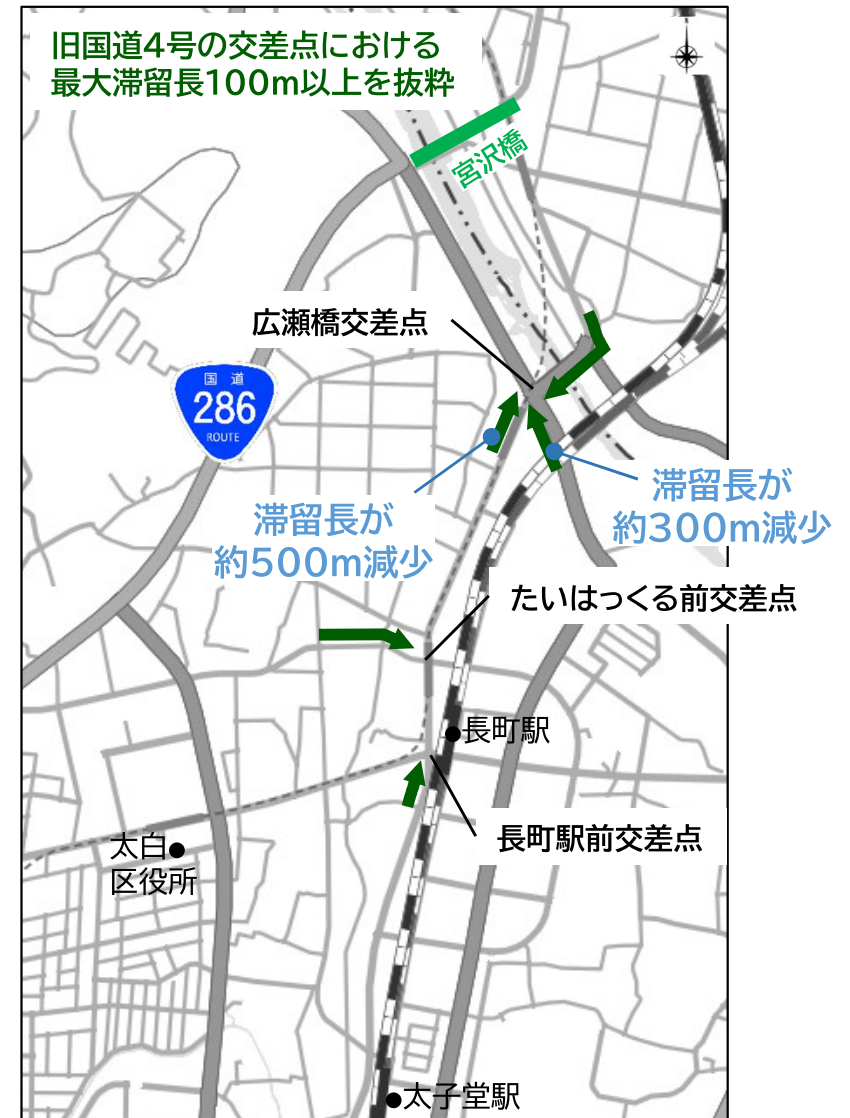 旧国道4号の交差点における
最大滞留長100m以上を抜粋
宮沢橋
広瀬橋交差点
国道
286
ROUTE
滞留長が
約500m減少
滞留長が
約300m減少
たいはっくる前交差点
長町駅
長町駅前交差点
太白
区役所
太子堂駅